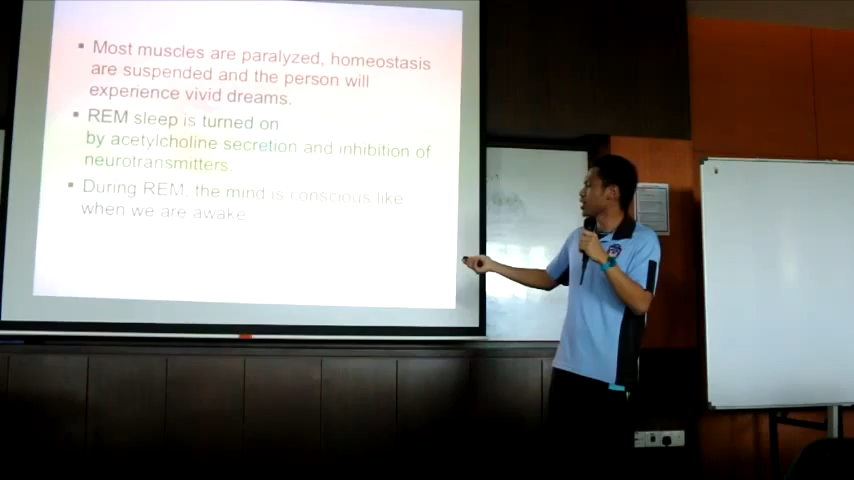 ▪ Most muscles are paralyzed, homeostasis
are suspended and the person will
experience vivid dreams.
▪ REM sleep is turned on
by acetylcholine secretion and inhibition of
neurotransmitters.
▪ During REM, the mind is conscious like
when we are awake